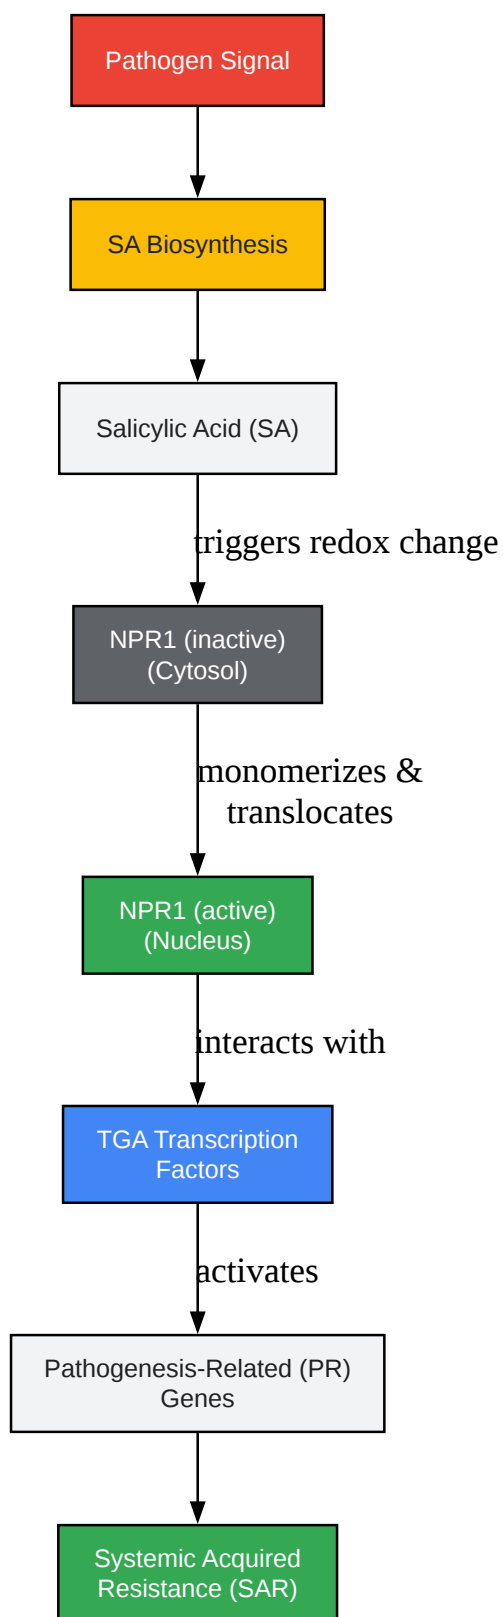 Pathogen Signal
SA Biosynthesis
Salicylic Acid (SA)
triggers redox change
NPR1 (inactive)
(Cytosol)
monomerizes &
translocates
NPR1 (active)
(Nucleus)
interacts with
TGA Transcription
Factors
activates
Pathogenesis-Related (PR)
Genes
Systemic Acquired
Resistance (SAR)